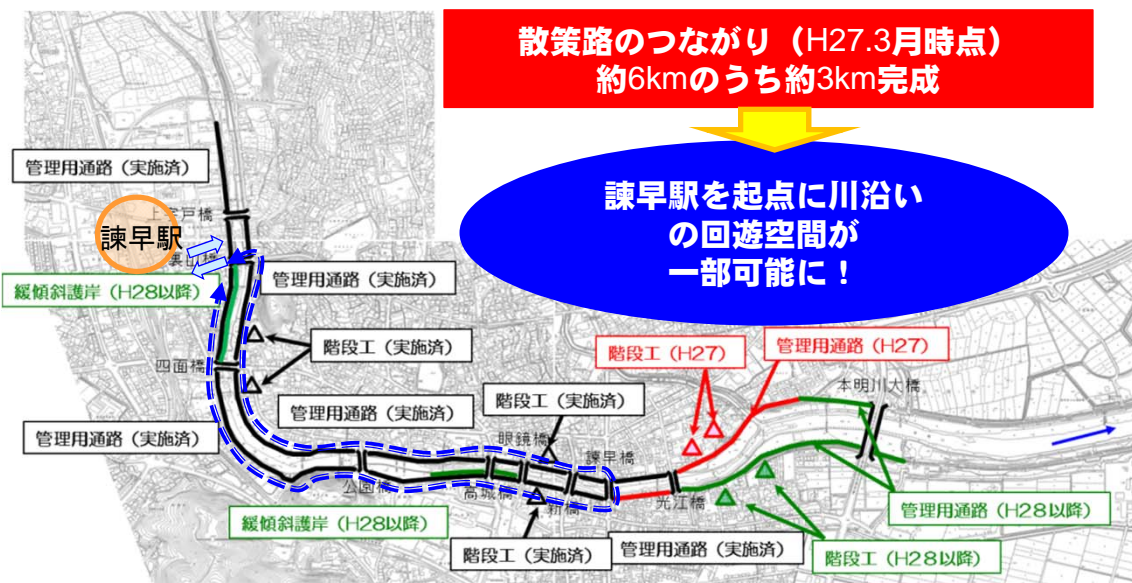 散策路のつながり（H27.3月時点）
約6kmのうち約3km完成
諫早駅を起点に川沿い
の回遊空間が
一部可能に！
管理用通路（実施済）
上宇戸橋
諫早駅
裏山橋
管理用通路（実施済）
緩傾斜護岸（H28以降）
階段工（実施済）
四面橋
階段工（H27）
管理用通路（H27）
本明川大橋
階段工（実施済）
管理用通路（実施済）
管理用通路（実施済）
眼鏡橋
諫早橋
公園橋
高城橋
新橋
光江橋
管理用通路（H28以降）
緩傾斜護岸（H28以降）
階段工（実施済）
管理用通路（実施済）
階段工（H28以降）